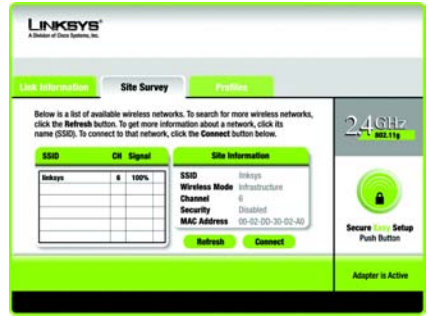 LINKSYS®
A Division of Cisco Systems, Inc.
Link Information
Site Survey
Profiles
Below is a list of available wireless networks. To search for more wireless networks,
click the Refresh button. To get more information about a network, click its
name (SSID). To connect to that network, click the Connect button below.
SSID CH Signal
linksys 6 100%
Site Information
SSID linksys
Wireless Mode Infrastructure
Channel 6
Security Disabled
MAC Address 00-02-DD-30-D2-A0
Refresh
Connect
2,4GHz
802.11g
Secure Easy Setup
Push Button
Adapter is Active